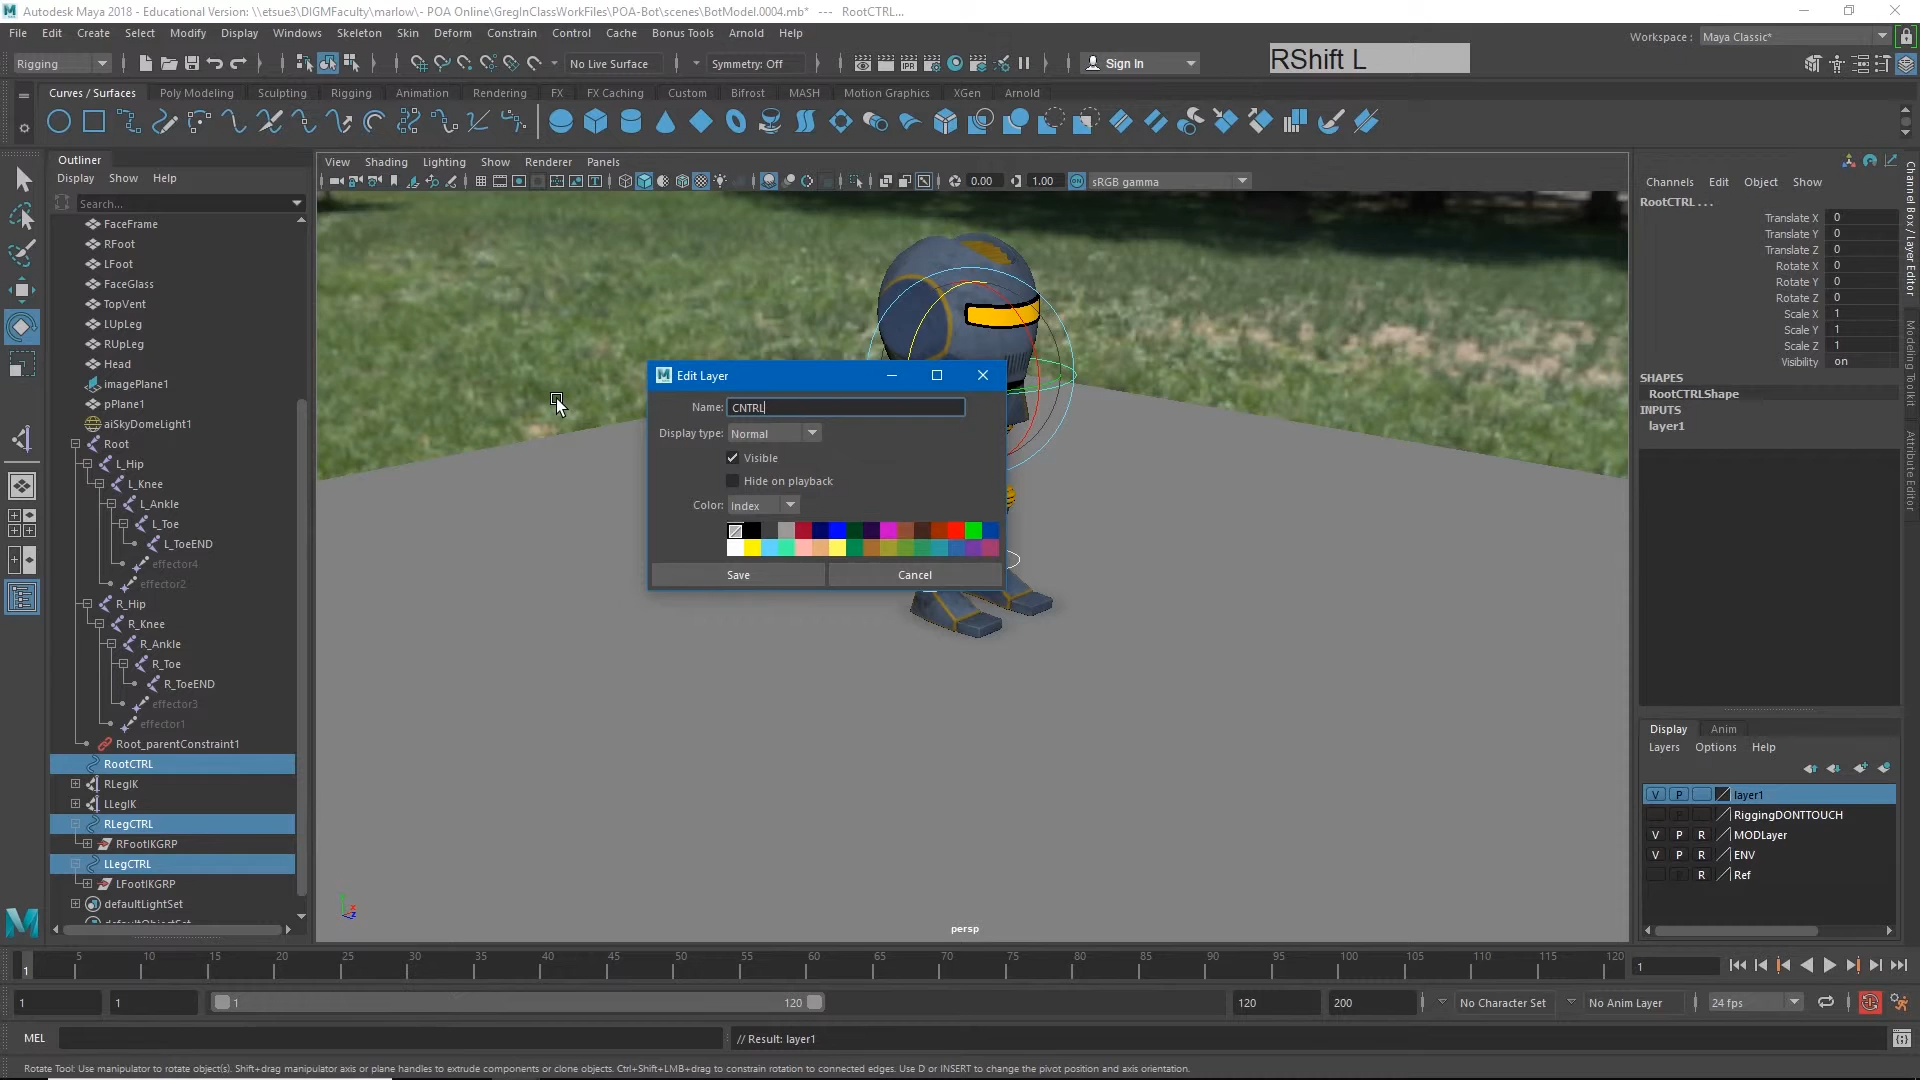 Autodesk Maya 2018 - Educational Version: \\etsue3\DIGMFaculty\marlow\- POA Online\GregInClassWorkFiles\POA-Bot\scenes\BotModel.0004.mb* --- RootCTRL...
File Edit Create Select Modify Display Windows Skeleton Skin Deform Constrain Control Cache Bonus Tools Arnold Help
Workspace : Maya Classic*
Rigging
No Live Surface
Symmetry: Off
Sign In
RShift L
Curves / Surfaces Poly Modeling Sculpting Rigging Animation Rendering FX FX Caching Custom Bifrost MASH Motion Graphics XGen Arnold
Outliner
Display Show Help
Search...
FaceFrame
RFoot
LFoot
FaceGlass
TopVent
LUpLeg
RUpLeg
Head
imagePlane1
pPlane1
aiSkyDomeLight1
Root
L_Hip
L_Knee
L_Ankle
L_Toe
L_ToeEND
effector4
effector2
R_Hip
R_Knee
R_Ankle
R_Toe
R_ToeEND
effector3
effector1
Root_parentConstraint1
RootCTRL
RLegIK
LLegIK
RLegCTRL
RFootIKGRP
LLegCTRL
LFootIKGRP
defaultLightSet
View Shading Lighting Show Renderer Panels
0.00
1.00
sRGB gamma
Edit Layer
Name: CNTRL
Display type: Normal
Visible
Hide on playback
Color: Index
Save Cancel
persp
Channels Edit Object Show
RootCTRL . . .
Translate X 0
Translate Y 0
Translate Z 0
Rotate X 0
Rotate Y 0
Rotate Z 0
Scale X 1
Scale Y 1
Scale Z 1
Visibility on
SHAPES
RootCTRLShape
INPUTS
layer1
Channel Box / Layer Editor
Modeling Toolkit
Attribute Editor
Display Anim
Layers Options Help
V P layer1
P RiggingDONTTOUCH
V P R MODLayer
V P R ENV
P R Ref
1 5 10 15 20 25 30 35 40 45 50 55 60 65 70 75 80 85 90 95 100 105 110 115 120
1
1
1
1
120
120
200
No Character Set
No Anim Layer
24 fps
MEL
// Result: layer1
Rotate Tool: Use manipulator to rotate object(s). Shift+drag manipulator axis or plane handles to extrude components or clone objects. Ctrl+Shift+LMB+drag to constrain rotation to connected edges. Use D or INSERT to change the pivot position and axis orientation.